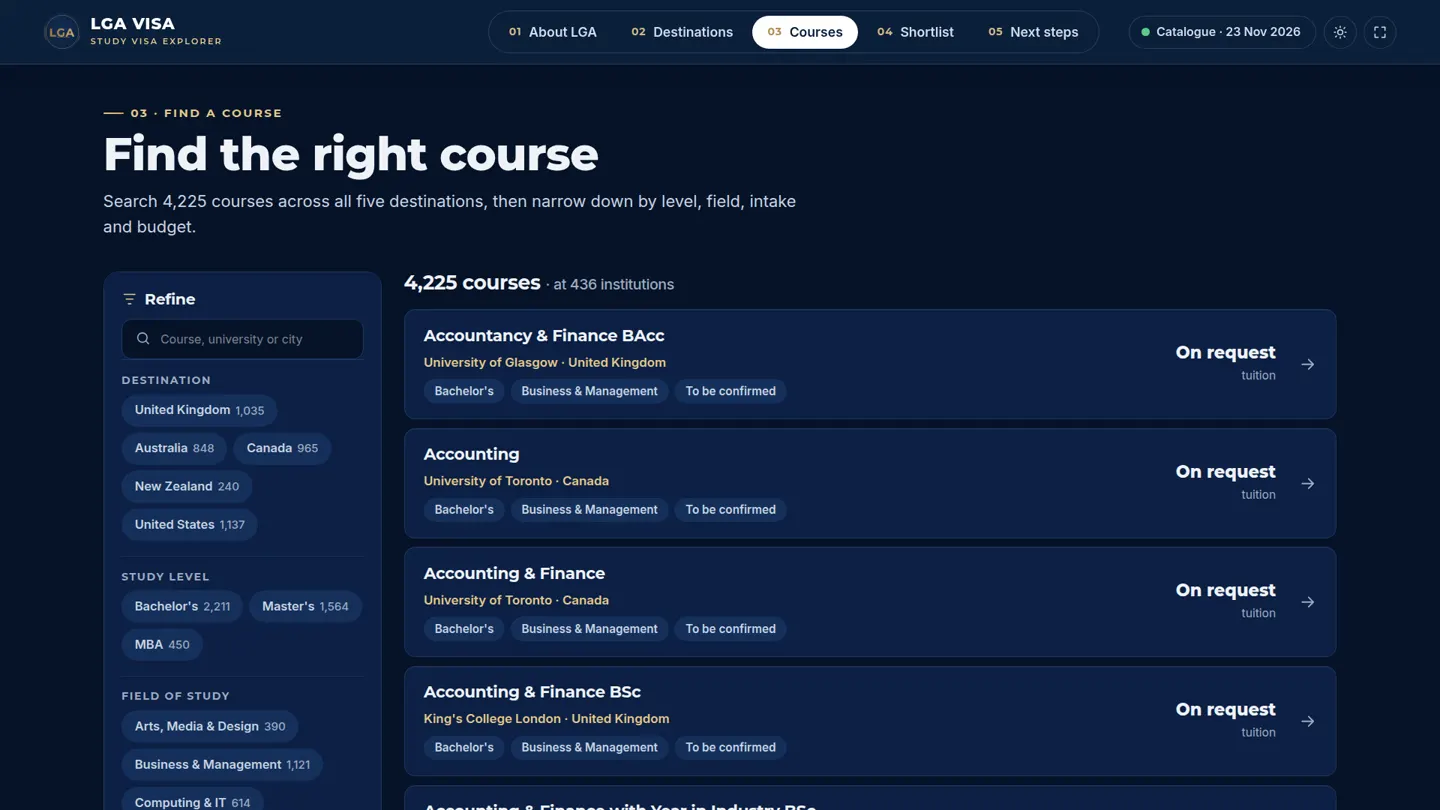 LGA
LGA VISA
STUDY VISA EXPLORER
01 About LGA
02 Destinations
03 Courses
04 Shortlist
05 Next steps
Catalogue · 23 Nov 2026
03 · FIND A COURSE
Find the right course
Search 4,225 courses across all five destinations, then narrow down by level, field, intake
and budget.
Refine
Course, university or city
DESTINATION
United Kingdom 1,035
Australia 848
Canada 965
New Zealand 240
United States 1,137
STUDY LEVEL
Bachelor's 2,211
Master's 1,564
MBA 450
FIELD OF STUDY
Arts, Media & Design 390
Business & Management 1,121
Computing & IT 614
4,225 courses · at 436 institutions
Accountancy & Finance BAcc
University of Glasgow · United Kingdom
Bachelor's
Business & Management
To be confirmed
On request
tuition
Accounting
University of Toronto · Canada
Bachelor's
Business & Management
To be confirmed
On request
tuition
Accounting & Finance
University of Toronto · Canada
Bachelor's
Business & Management
To be confirmed
On request
tuition
Accounting & Finance BSc
King's College London · United Kingdom
Bachelor's
Business & Management
To be confirmed
On request
tuition
Accounting & Finance with Year in Industry BSc